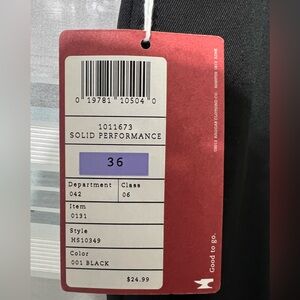 0 19781 10504 0
1011673
SOLID PERFORMANCE
36
Department
042
Class
06
Item
0131
Style
HS10349
Color
001 BLACK
$24.99
Good to go.